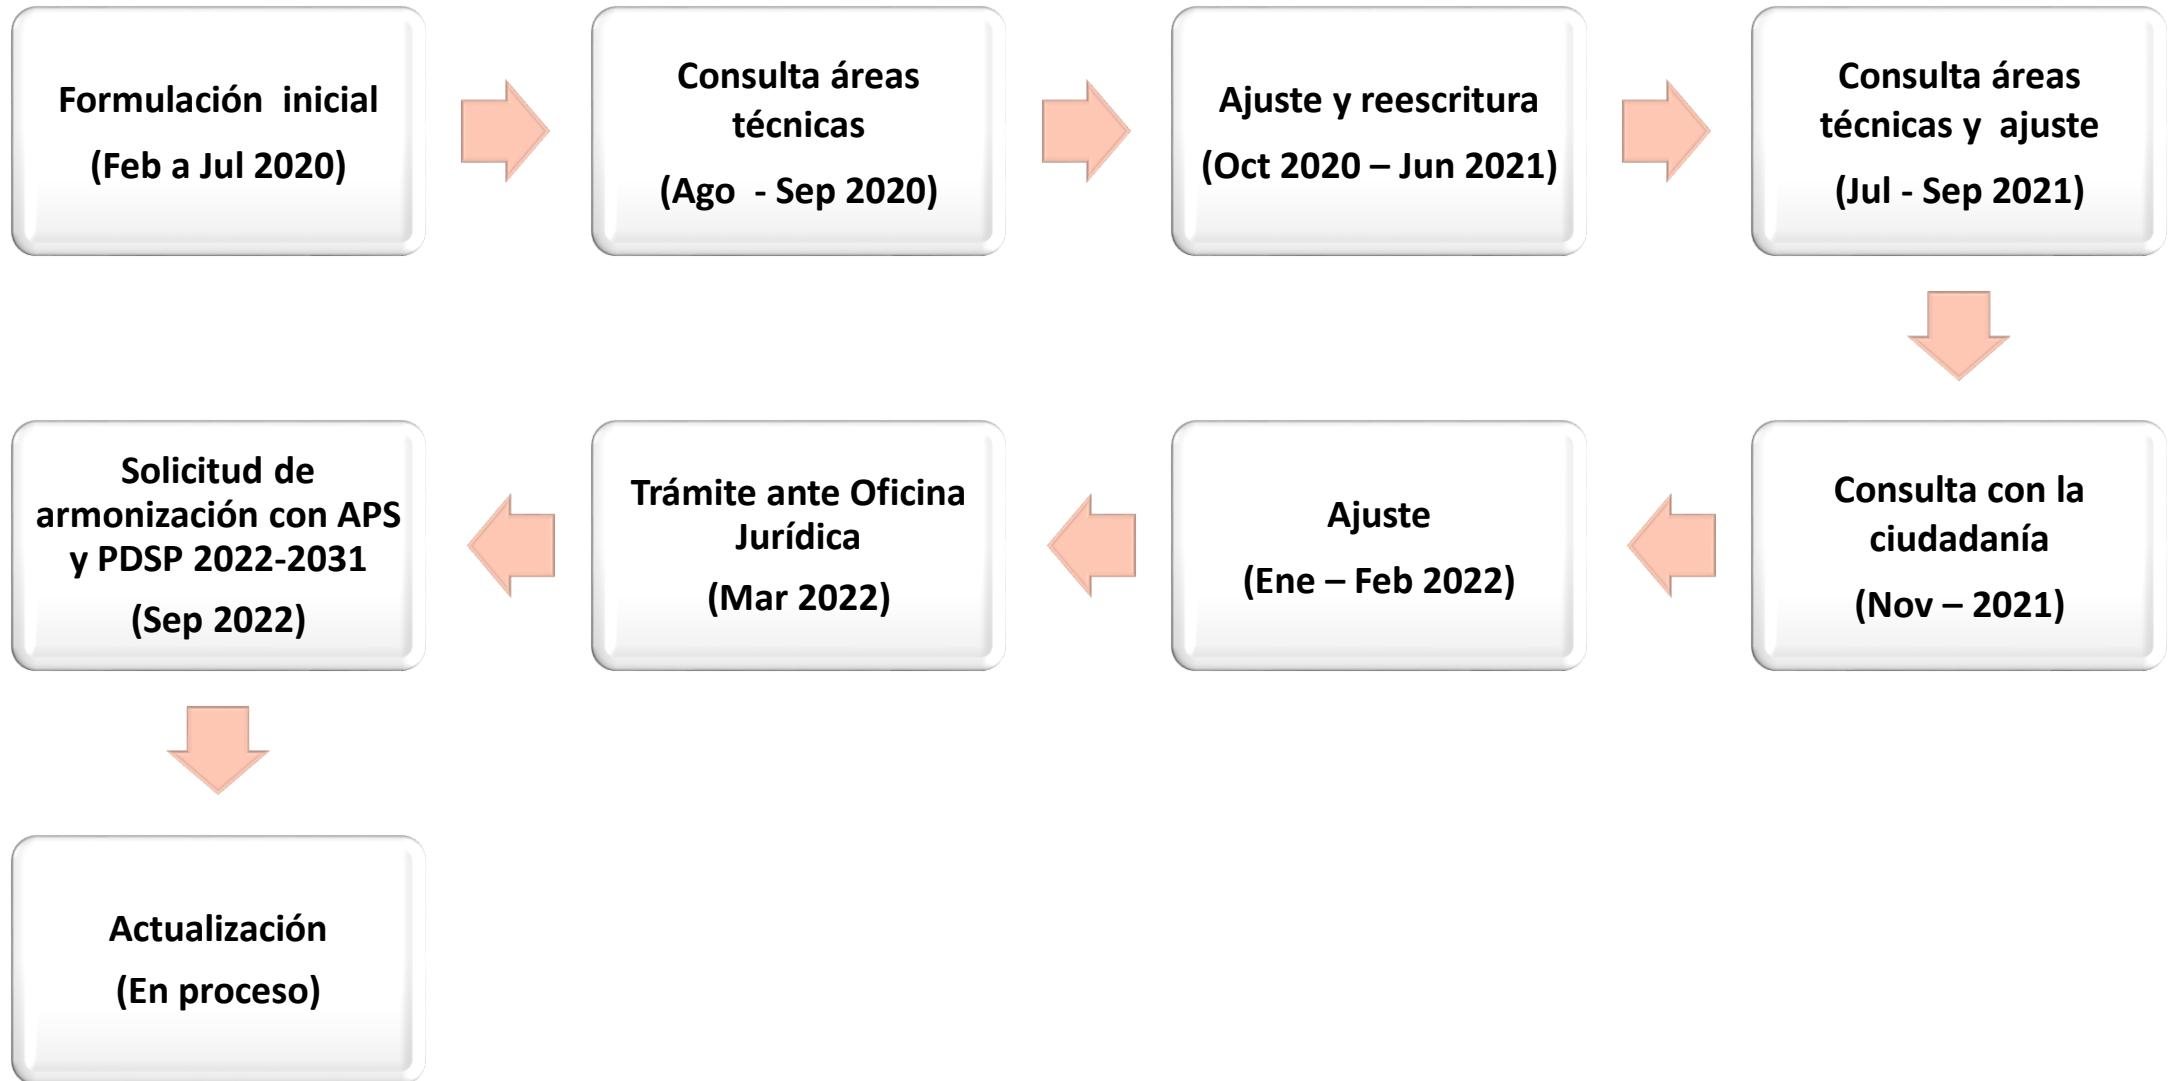 Formulación  inicial
(Feb a Jul 2020)
Consulta áreas
técnicas
(Ago  - Sep 2020)
Ajuste y reescritura
(Oct 2020 – Jun 2021)
Consulta áreas
técnicas y  ajuste
(Jul - Sep 2021)
Consulta con la
ciudadanía
(Nov – 2021)
Ajuste
(Ene – Feb 2022)
Trámite ante Oficina
Jurídica
(Mar 2022)
Solicitud de
armonización con APS
y PDSP 2022-2031
(Sep 2022)
Actualización
(En proceso)